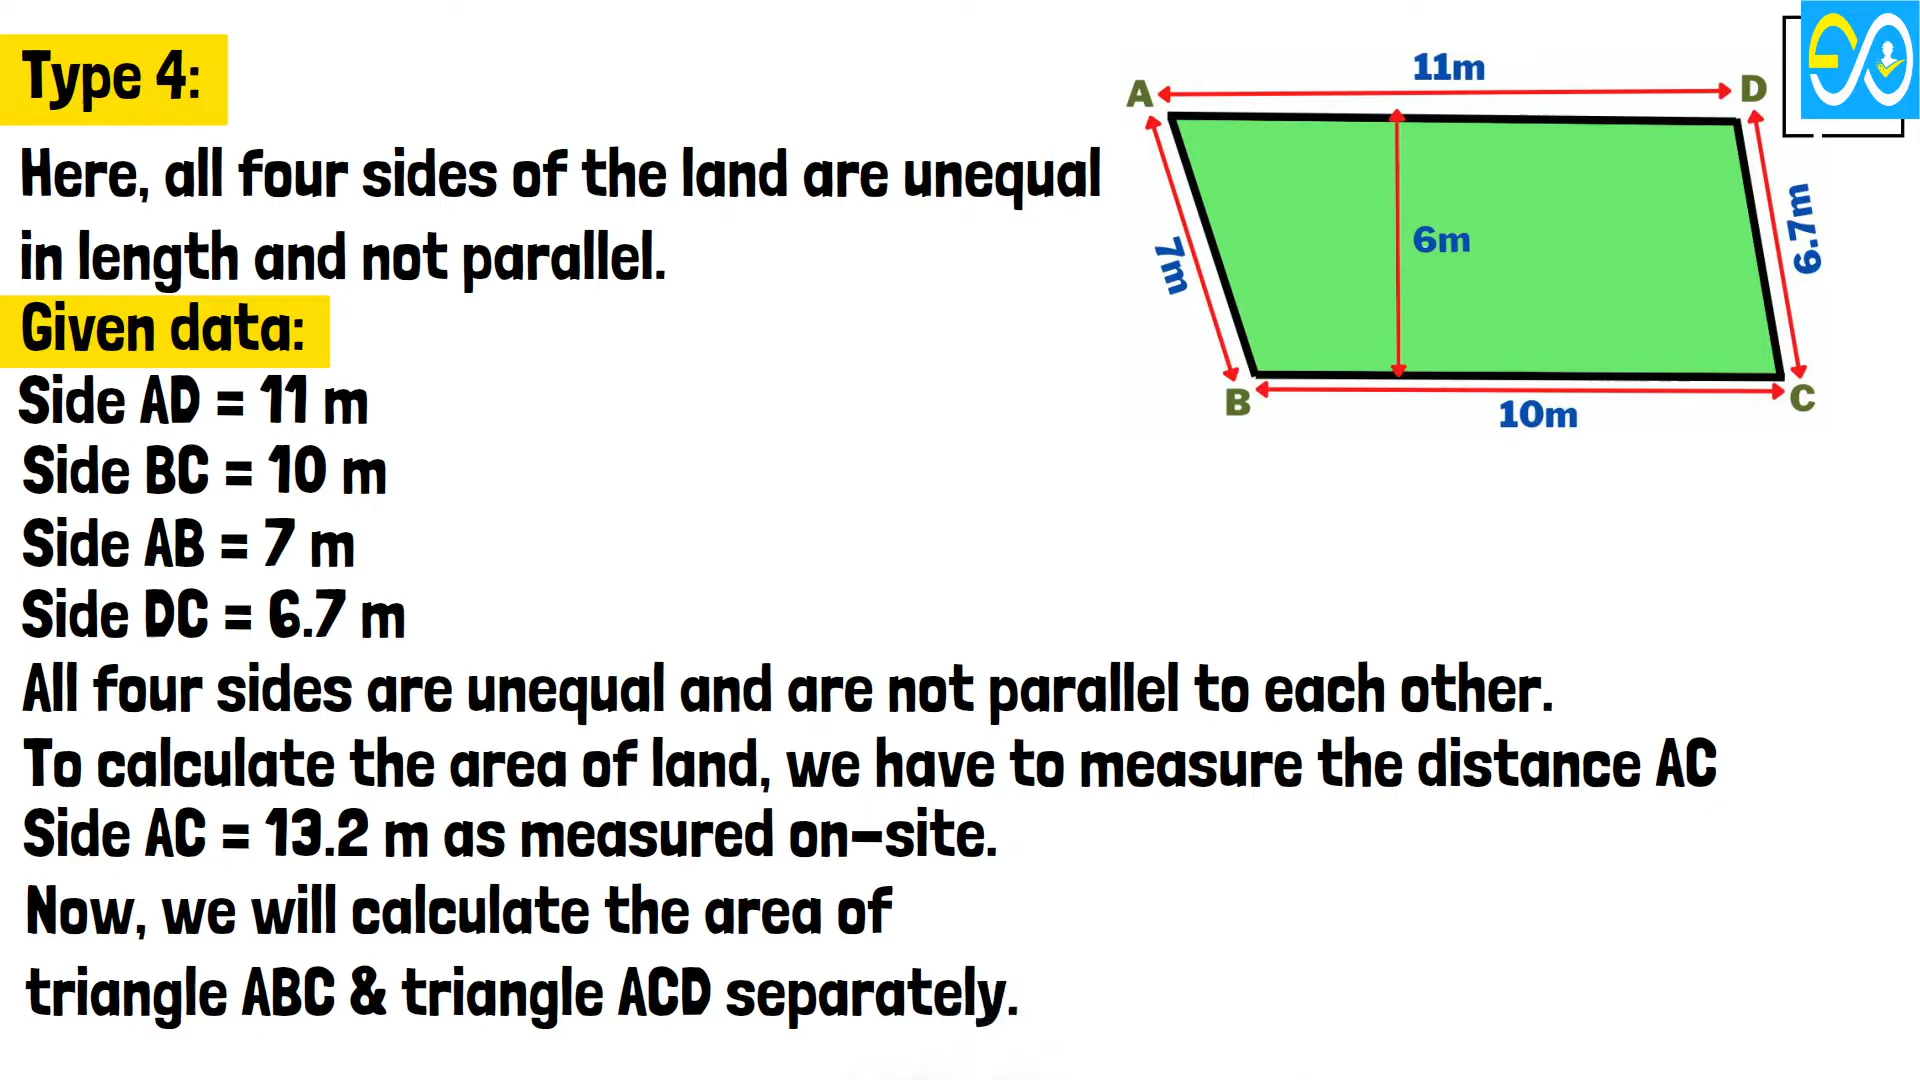 Type 4:
Here, all four sides of the land are unequal
in length and not parallel.
Given data:
Side AD = 11 m
Side BC = 10 m
Side AB = 7 m
Side DC = 6.7 m
All four sides are unequal and are not parallel to each other.
To calculate the area of land, we have to measure the distance AC
Side AC = 13.2 m as measured on-site.
Now, we will calculate the area of
triangle ABC & triangle ACD separately.
11m
A
D
7m
6m
6.7m
B
C
10m